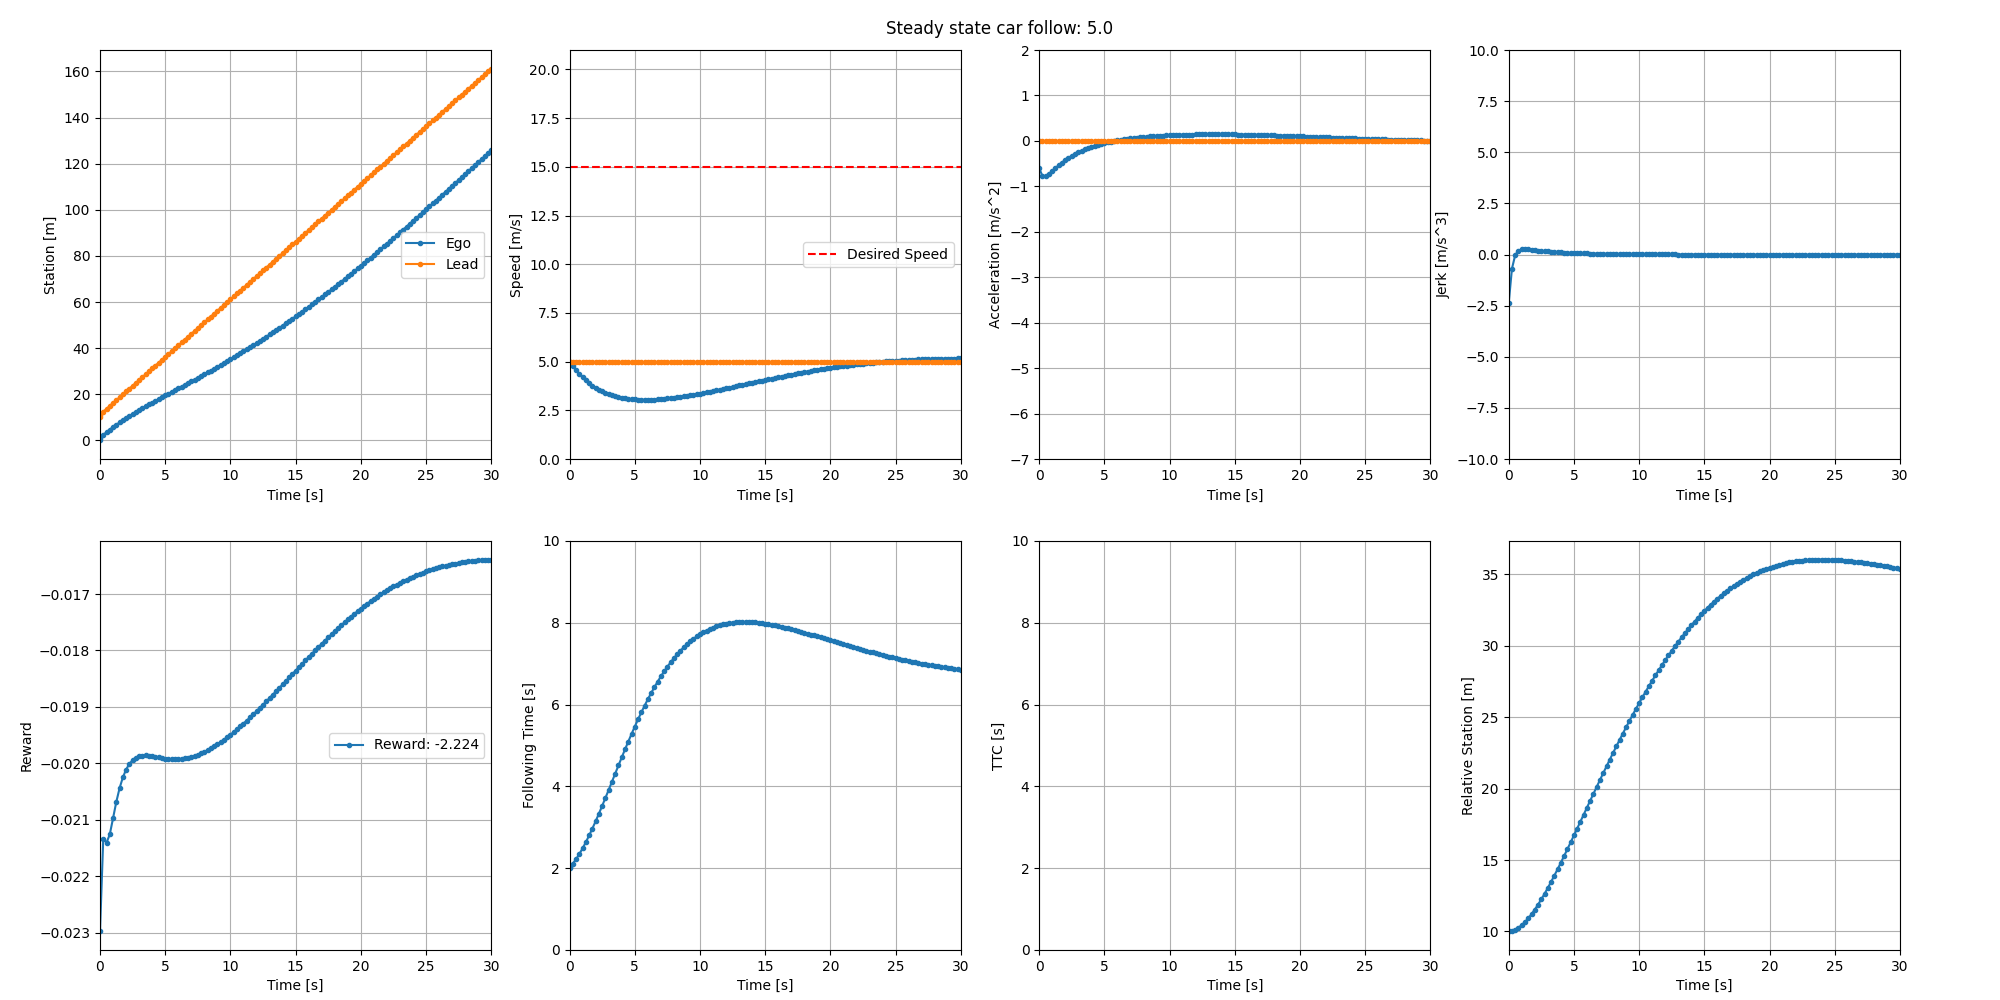 Steady state car follow: 5.0
Station [m]
160
140
120
100
80
60
40
20
0
Ego
Lead
0 5 10 15 20 25 30
Time [s]
Speed [m/s]
20.0
17.5
15.0
12.5
10.0
7.5
5.0
2.5
0.0
Desired Speed
0 5 10 15 20 25 30
Time [s]
Acceleration [m/s^2]
2
1
0
−1
−2
−3
−4
−5
−6
−7
0 5 10 15 20 25 30
Time [s]
Jerk [m/s^3]
10.0
7.5
5.0
2.5
0.0
−2.5
−5.0
−7.5
−10.0
0 5 10 15 20 25 30
Time [s]
Reward
−0.017
−0.018
−0.019
−0.020
−0.021
−0.022
−0.023
Reward: -2.224
0 5 10 15 20 25 30
Time [s]
Following Time [s]
10
8
6
4
2
0
0 5 10 15 20 25 30
Time [s]
TTC [s]
10
8
6
4
2
0
0 5 10 15 20 25 30
Time [s]
Relative Station [m]
35
30
25
20
15
10
0 5 10 15 20 25 30
Time [s]